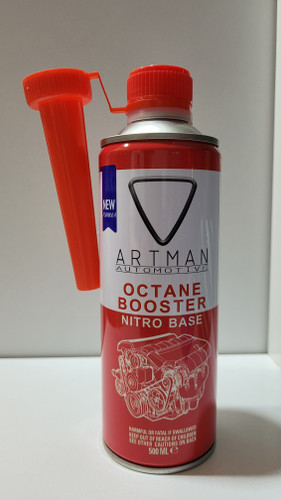 NEW
FORMULA
ARTMAN
AUTOMOTIVE
OCTANE
BOOSTER
NITRO BASE
HARMFUL OR FATAL IF SWALLOWED
KEEP OUT OF REACH OF CHILDREN
SEE OTHER CAUTIONS ON BACK
500 ML ℮